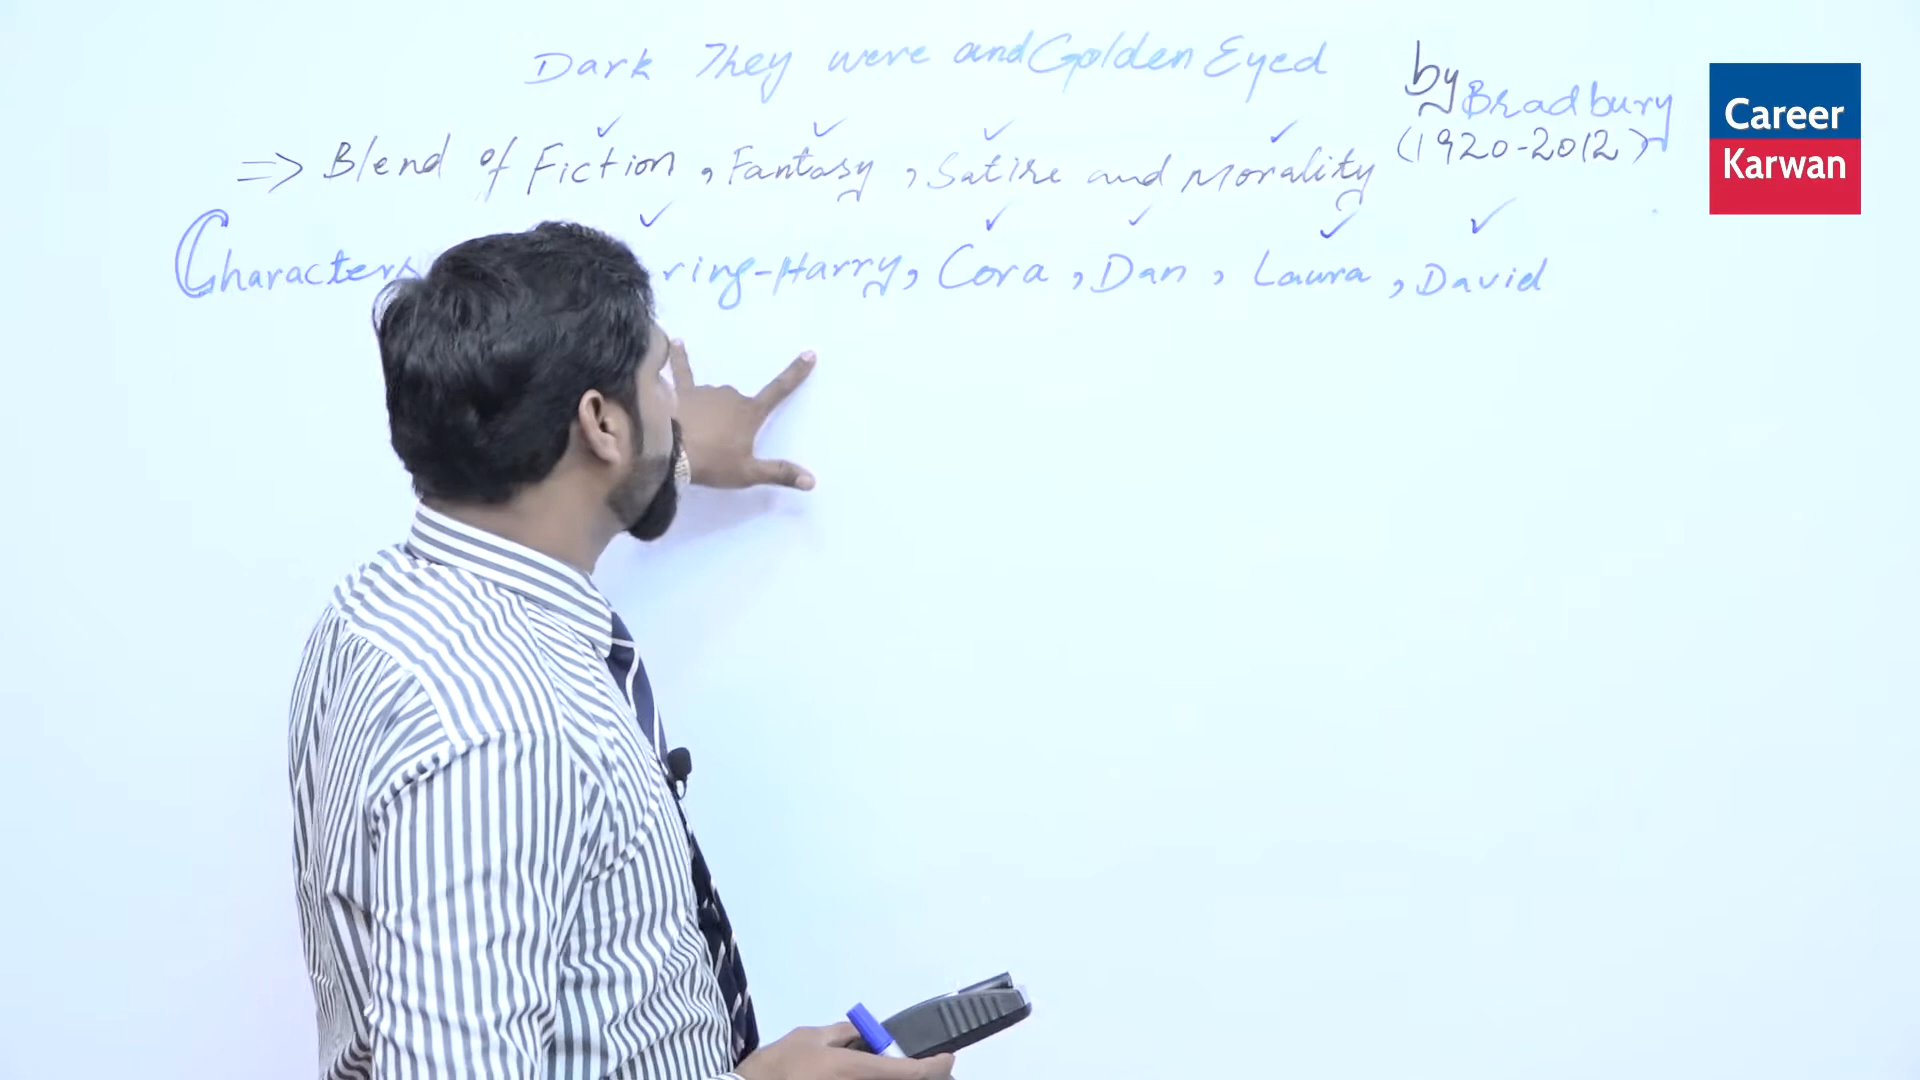 Dark They were and Golden Eyed by Bradbury
(1920-2012)
=> Blend of Fiction, Fantasy, Satire and Morality
Characters ring-Harry, Cora, Dan, Laura, David
Career
Karwan